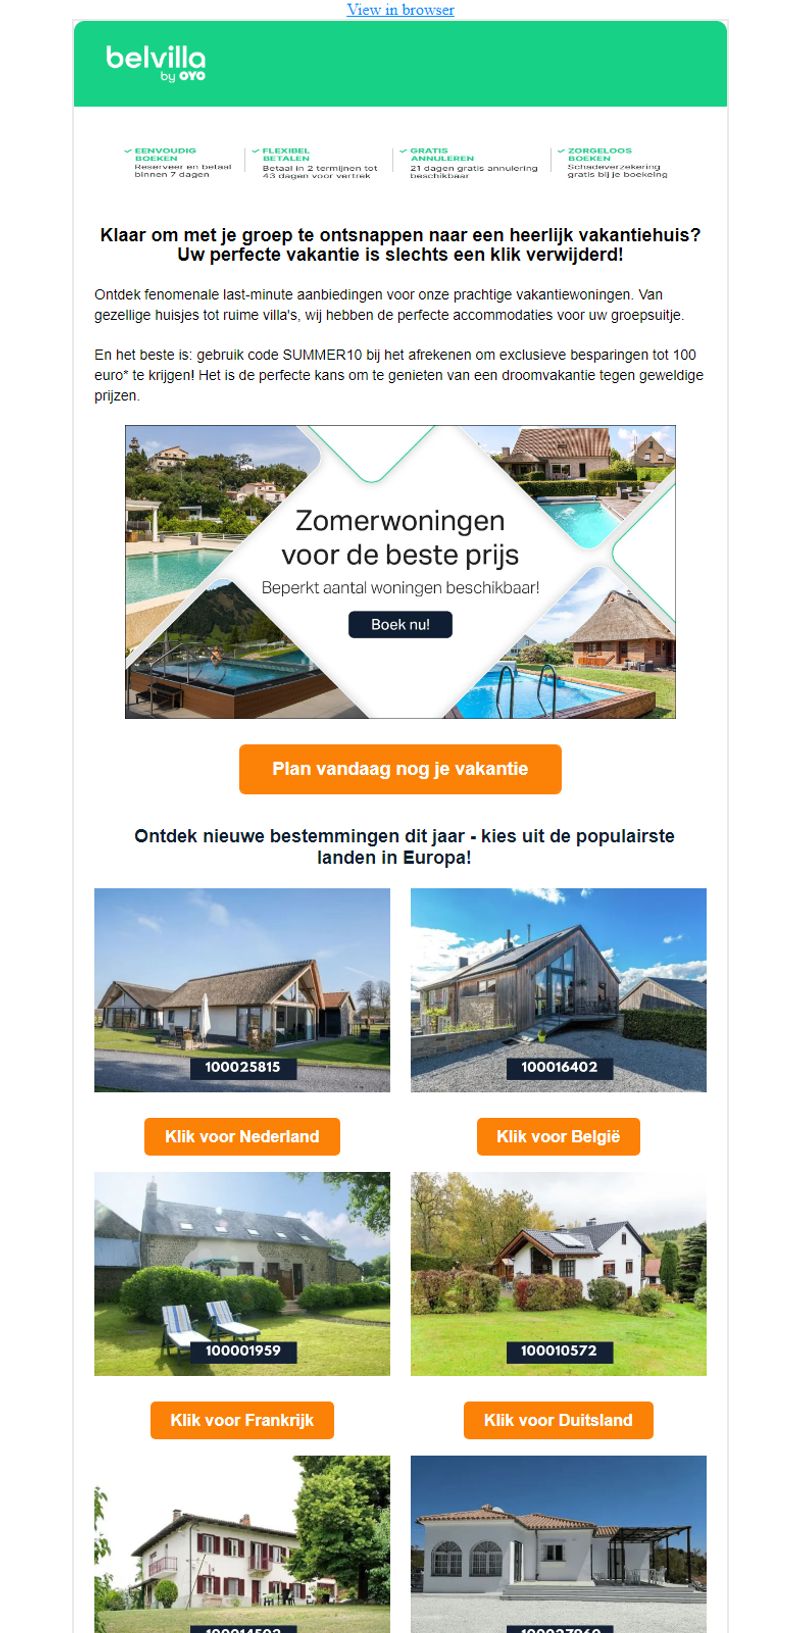 View in browser
belvilla
by OYO
EENVOUDIG
BOEKEN
Reserveer en betaal
binnen 7 dagen
FLEXIBEL
BETALEN
Betaal in 2 termijnen tot
43 dagen voor vertrek
GRATIS
ANNULEREN
21 dagen gratis annulering
beschikbaar
ZORGELOOS
BOEKEN
Schadeverzekering
gratis bij je boekeing
Klaar om met je groep te ontsnappen naar een heerlijk vakantiehuis?
Uw perfecte vakantie is slechts een klik verwijderd!
Ontdek fenomenale last-minute aanbiedingen voor onze prachtige vakantiewoningen. Van
gezellige huisjes tot ruime villa's, wij hebben de perfecte accommodaties voor uw groepsuitje.
En het beste is: gebruik code SUMMER10 bij het afrekenen om exclusieve besparingen tot 100
euro* te krijgen! Het is de perfecte kans om te genieten van een droomvakantie tegen geweldige
prijzen.
Zomerwoningen
voor de beste prijs
Beperkt aantal woningen beschikbaar!
Boek nu!
Plan vandaag nog je vakantie
Ontdek nieuwe bestemmingen dit jaar - kies uit de populairste
landen in Europa!
100025815
100016402
Klik voor Nederland
Klik voor België
100001959
100010572
Klik voor Frankrijk
Klik voor Duitsland